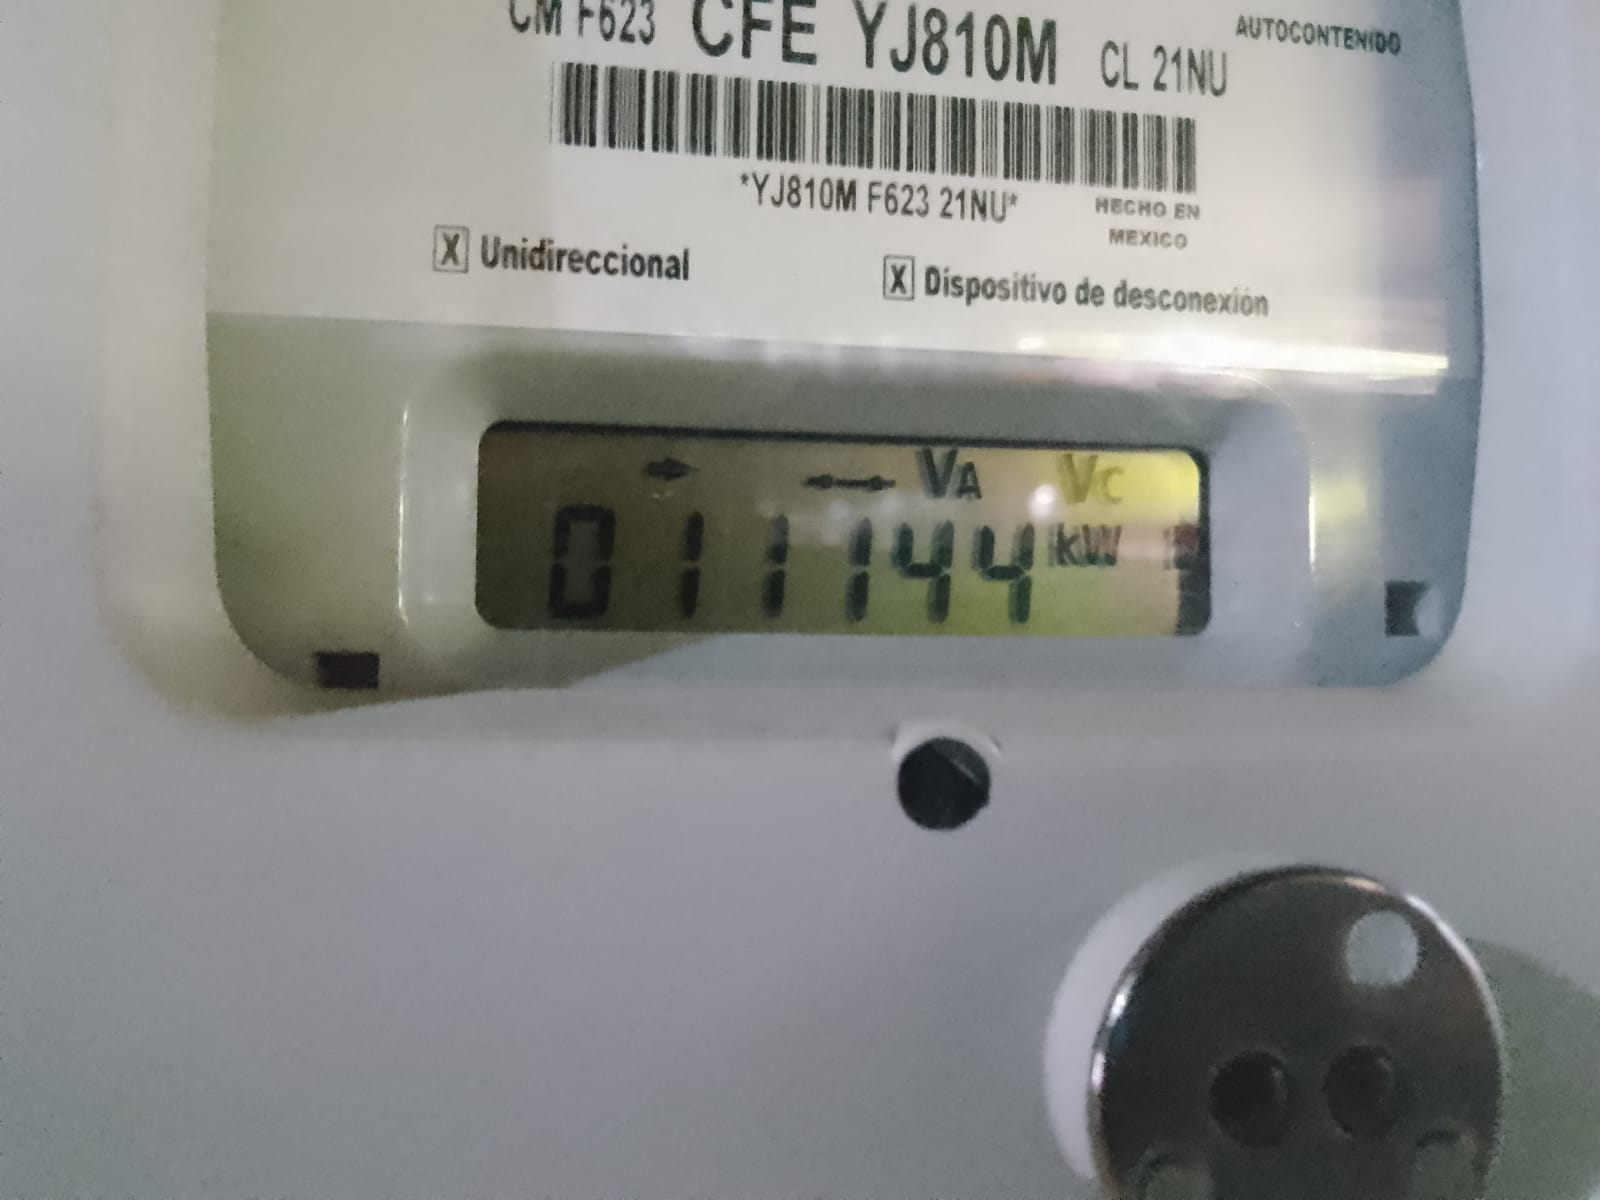 CM F623 CFE YJ810M CL 21NU AUTOCONTENIDO
*YJ810M F623 21NU*
HECHO EN
MEXICO
X Unidireccional
X Dispositivo de desconexión
VA VC
011144 kW